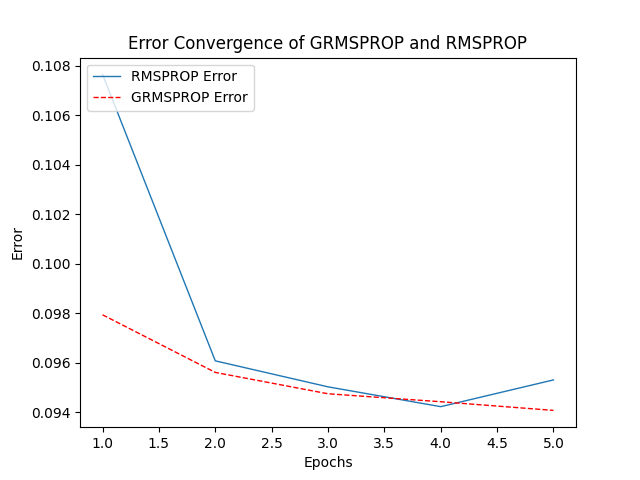 Error Convergence of GRMSPROP and RMSPROP
RMSPROP Error
GRMSPROP Error
0.108
0.106
0.104
0.102
0.100
0.098
0.096
0.094
Error
1.0 1.5 2.0 2.5 3.0 3.5 4.0 4.5 5.0
Epochs